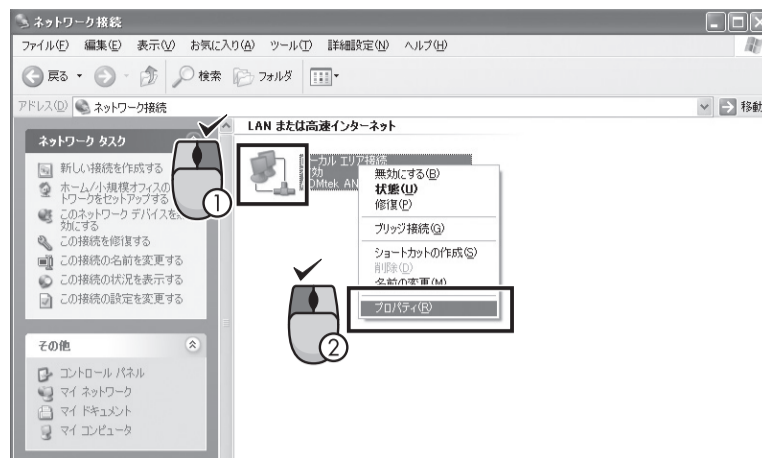 ネットワーク接続
ファイル(F) 編集(E) 表示(V) お気に入り(A) ツール(T) 詳細設定(N) ヘルプ(H)
戻る 検索 フォルダ
アドレス(D) ネットワーク接続 移動
ネットワーク タスク
新しい接続を作成する
ホーム/小規模オフィスの
トワークをセットアップする
このネットワーク デバイスを
効にする
この接続を修復する
この接続の名前を変更する
この接続の状況を表示する
この接続の設定を変更する
その他
コントロール パネル
マイ ネットワーク
マイ ドキュメント
マイ コンピュータ
LAN または高速インターネット
ーカル エリア接続
効
DMtek AN
無効にする(B)
状態(U)
修復(P)
ブリッジ接続(G)
ショートカットの作成(S)
削除(D)
名前の変更(M)
プロパティ(R)
1
2